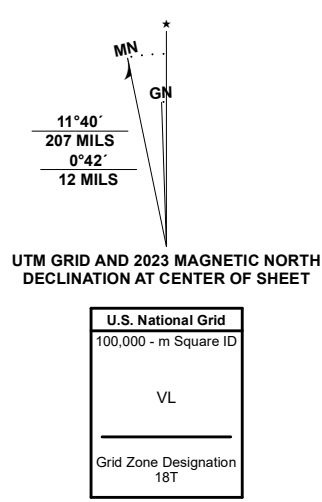 ★
MN
GN
11°40´
207 MILS
0°42´
12 MILS
UTM GRID AND 2023 MAGNETIC NORTH
DECLINATION AT CENTER OF SHEET
U.S. National Grid
100,000 - m Square ID
VL
Grid Zone Designation
18T